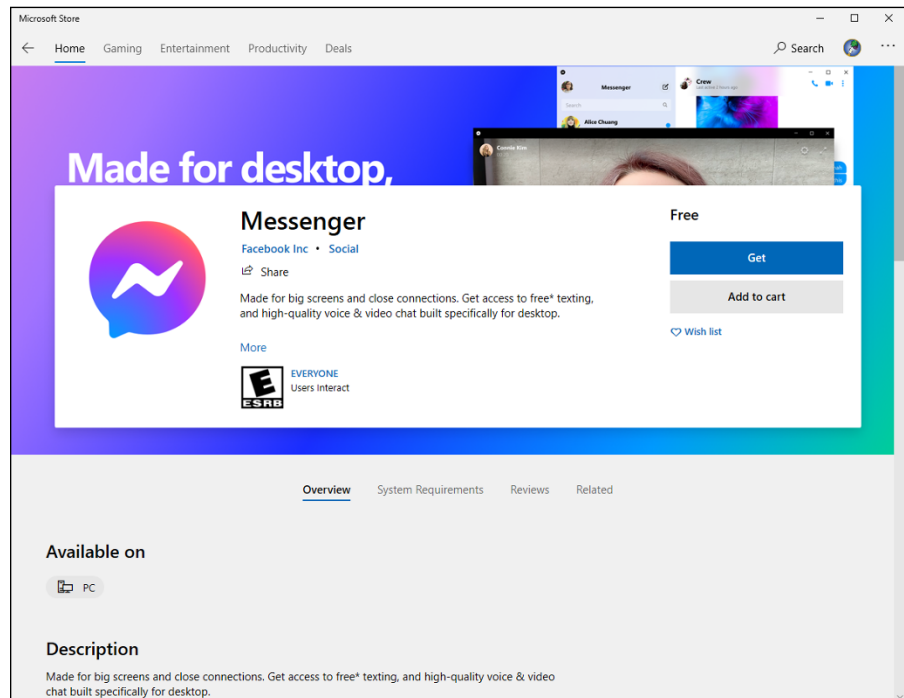 Microsoft Store
Home Gaming Entertainment Productivity Deals Search
Messenger
Search
Alice Chuang
Crew
Connie Kim
Made for desktop,
Messenger
Facebook Inc • Social
Share
Made for big screens and close connections. Get access to free* texting,
and high-quality voice & video chat built specifically for desktop.
More
E
ESRB
EVERYONE
Users Interact
Free
Get
Add to cart
Wish list
Overview System Requirements Reviews Related
Available on
PC
Description
Made for big screens and close connections. Get access to free* texting, and high-quality voice & video
chat built specifically for desktop.